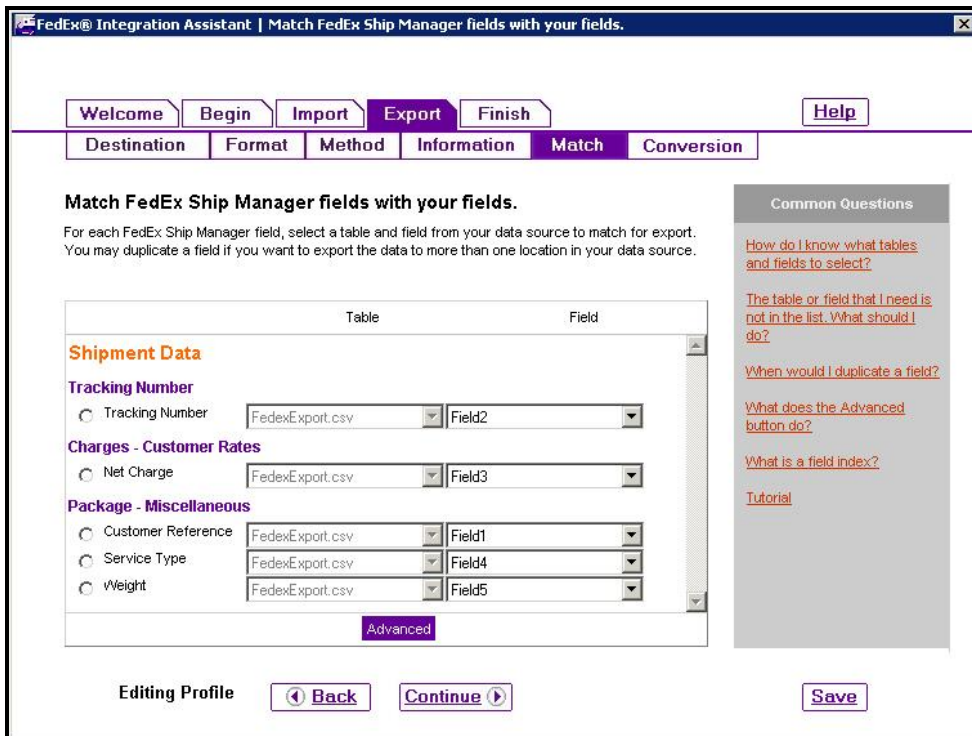 FedEx® Integration Assistant | Match FedEx Ship Manager fields with your fields.
Welcome Begin Import Export Finish Help
Destination Format Method Information Match Conversion
Match FedEx Ship Manager fields with your fields.
For each FedEx Ship Manager field, select a table and field from your data source to match for export.
You may duplicate a field if you want to export the data to more than one location in your data source.
Table Field
Shipment Data
Tracking Number
Tracking Number FedexExport.csv Field2
Charges - Customer Rates
Net Charge FedexExport.csv Field3
Package - Miscellaneous
Customer Reference FedexExport.csv Field1
Service Type FedexExport.csv Field4
Weight FedexExport.csv Field5
Advanced
Common Questions
How do I know what tables
and fields to select?
The table or field that I need is
not in the list. What should I
do?
When would I duplicate a field?
What does the Advanced
button do?
What is a field index?
Tutorial
Editing Profile Back Continue Save